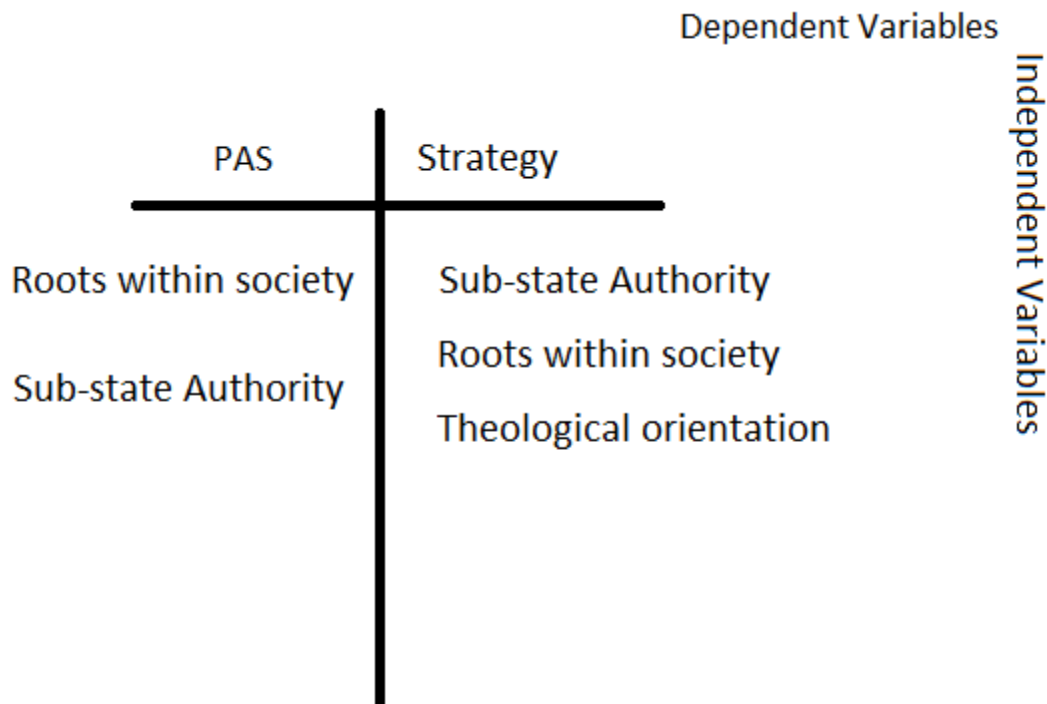 Dependent Variables
Independent Variables
PAS
Strategy
Roots within society
Sub-state Authority
Sub-state Authority
Roots within society
Theological orientation